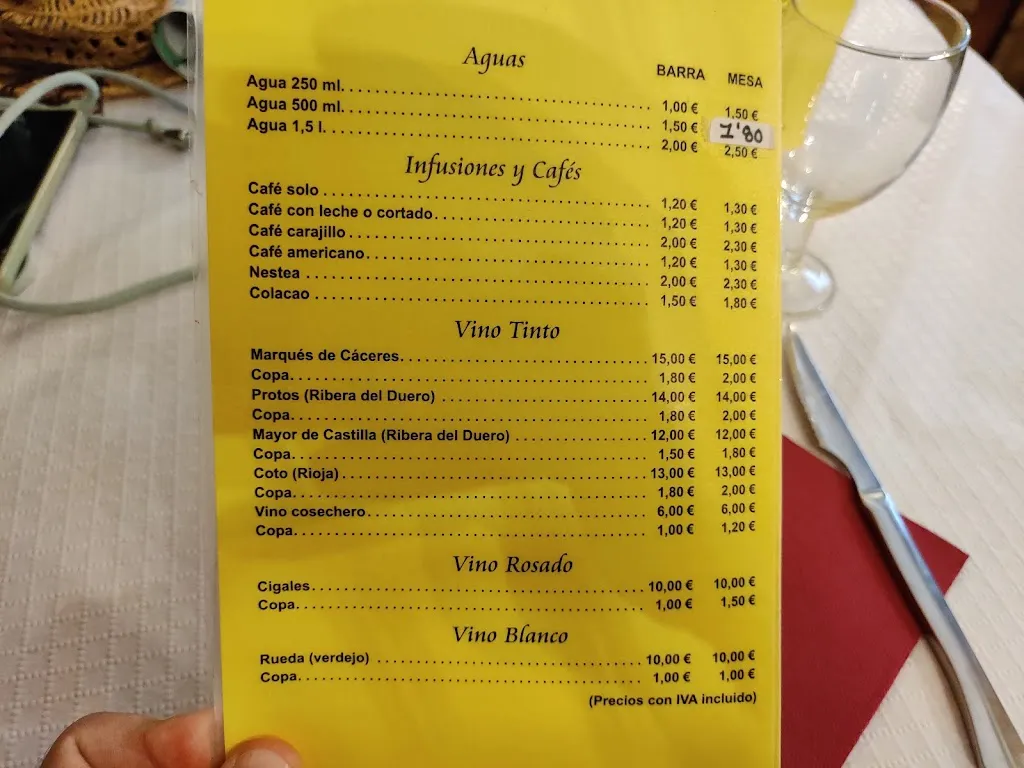 Aguas BARRA MESA
Agua 250 ml. 1,00 € 1,50 €
Agua 500 ml. 1,50 € 1'80
Agua 1,5 l. 2,00 € 2,50 €
Infusiones y Cafés
Café solo 1,20 € 1,30 €
Café con leche o cortado. 1,20 € 1,30 €
Café carajillo 2,00 € 2,30 €
Café americano. 1,20 € 1,30 €
Nestea 2,00 € 2,30 €
Colacao 1,50 € 1,80 €
Vino Tinto
Marqués de Cáceres. 15,00 € 15,00 €
Copa. 1,80 € 2,00 €
Protos (Ribera del Duero) 14,00 € 14,00 €
Copa. 1,80 € 2,00 €
Mayor de Castilla (Ribera del Duero) 12,00 € 12,00 €
Copa. 1,50 € 1,80 €
Coto (Rioja) 13,00 € 13,00 €
Copa. 1,80 € 2,00 €
Vino cosechero. 6,00 € 6,00 €
Copa. 1,00 € 1,20 €
Vino Rosado
Cigales. 10,00 € 10,00 €
Copa. 1,00 € 1,50 €
Vino Blanco
Rueda (verdejo) 10,00 € 10,00 €
Copa. 1,00 € 1,00 €
(Precios con IVA incluido)